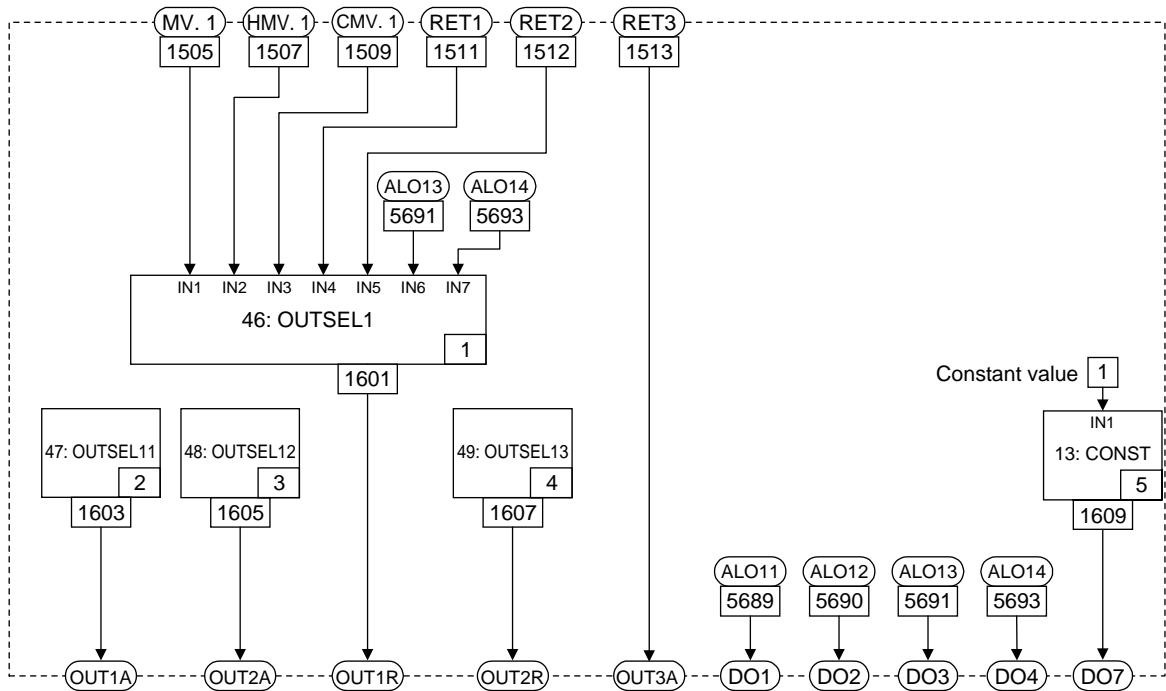 MV. 1 HMV. 1 CMV. 1 RET1 RET2 RET3
1505 1507 1509 1511 1512 1513
ALO13 ALO14
5691 5693
IN1 IN2 IN3 IN4 IN5 IN6 IN7
46: OUTSEL1
1
1601
Constant value 1
IN1
13: CONST
5
1609
47: OUTSEL11 48: OUTSEL12 49: OUTSEL13
2 3 4
1603 1605 1607
ALO11 ALO12 ALO13 ALO14
5689 5690 5691 5693
OUT1A OUT2A OUT1R OUT2R OUT3A DO1 DO2 DO3 DO4 DO7